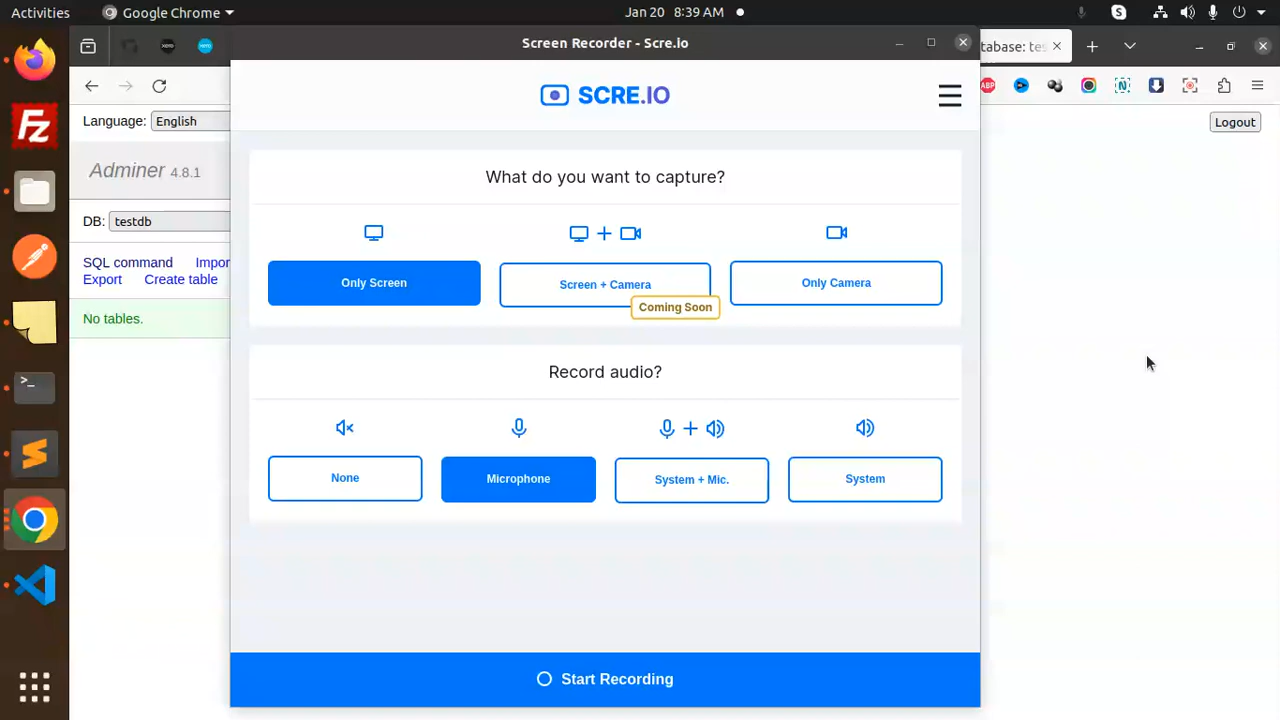 Activities
Google Chrome
Jan 20 8:39 AM
Screen Recorder - Scre.io
tabase: tes
SCRE.IO
Language: English
Logout
Adminer 4.8.1
What do you want to capture?
DB: testdb
SQL command Impor
Export Create table
Only Screen
Screen + Camera
Only Camera
Coming Soon
No tables.
Record audio?
None
Microphone
System + Mic.
System
Start Recording